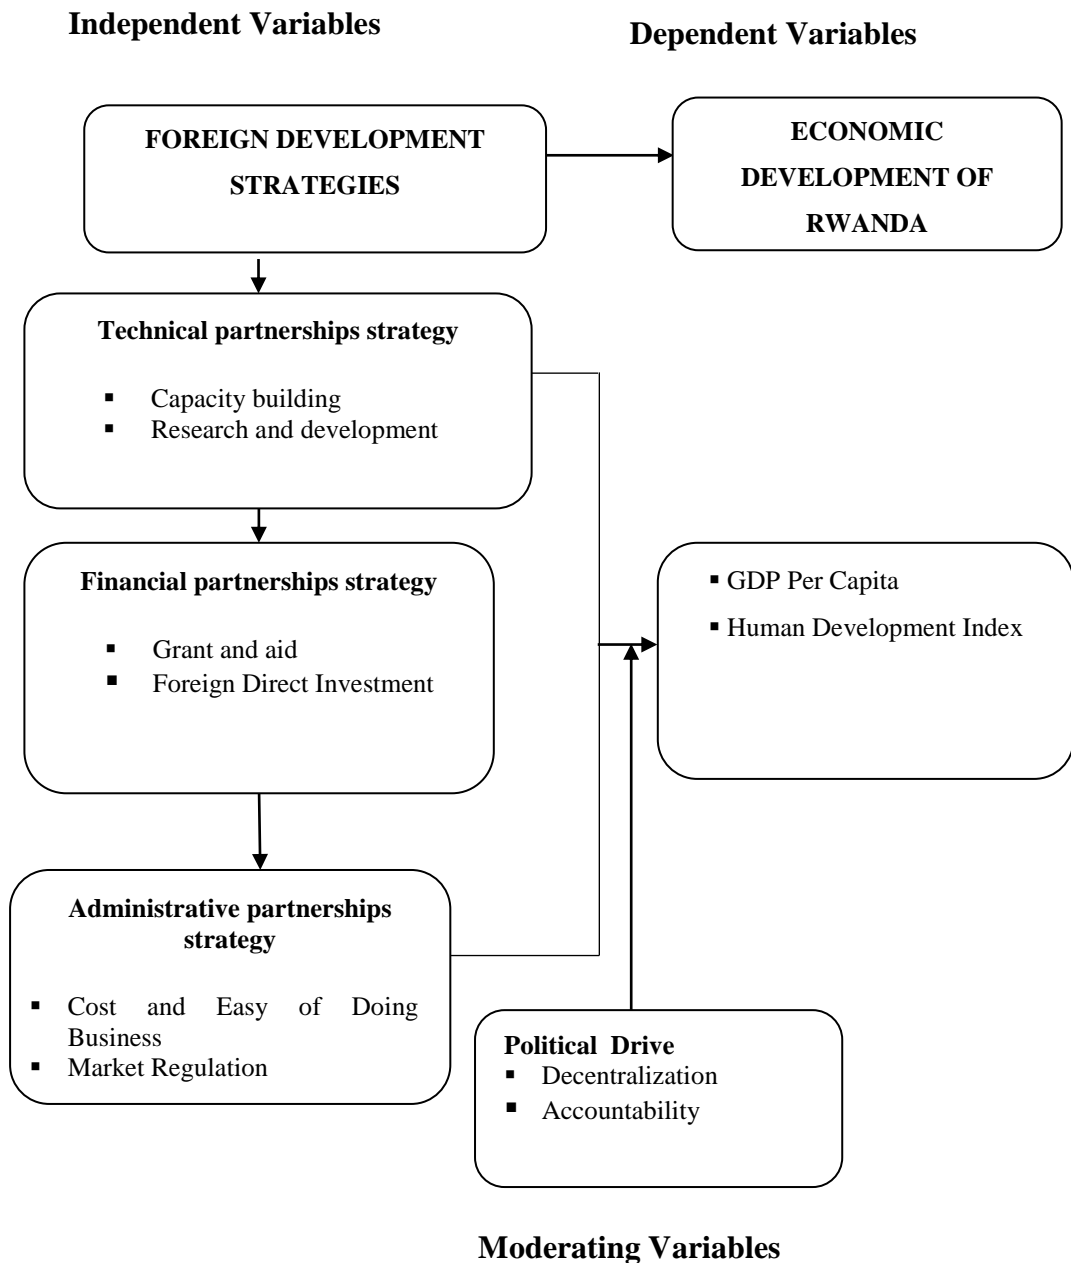 Independent Variables
Dependent Variables
FOREIGN DEVELOPMENT
STRATEGIES
ECONOMIC
DEVELOPMENT OF
RWANDA
Technical partnerships strategy
▪ Capacity building
▪ Research and development
Financial partnerships strategy
▪ Grant and aid
▪ Foreign Direct Investment
▪ GDP Per Capita
▪ Human Development Index
Administrative partnerships
strategy
▪ Cost and Easy of Doing
Business
▪ Market Regulation
Political Drive
▪ Decentralization
▪ Accountability
Moderating Variables